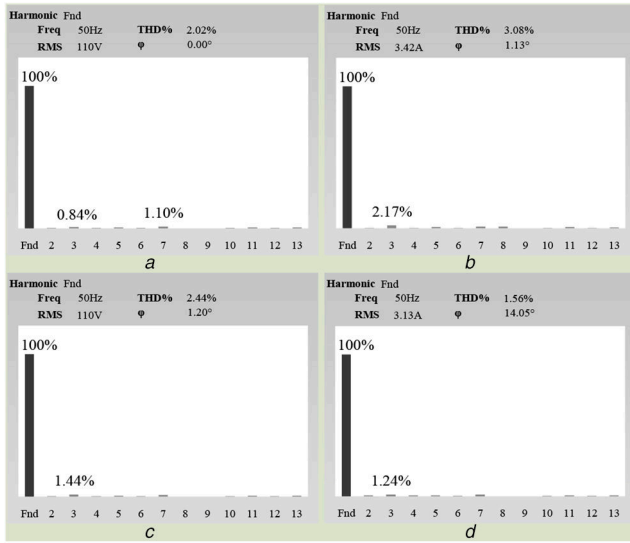 Harmonic Fnd
Freq 50Hz THD% 2.02%
RMS 110V φ 0.00°
100%
0.84% 1.10%
Fnd 2 3 4 5 6 7 8 9 10 11 12 13
a
Harmonic Fnd
Freq 50Hz THD% 3.08%
RMS 3.42A φ 1.13°
100%
2.17%
Fnd 2 3 4 5 6 7 8 9 10 11 12 13
b
Harmonic Fnd
Freq 50Hz THD% 2.44%
RMS 110V φ 1.20°
100%
1.44%
Fnd 2 3 4 5 6 7 8 9 10 11 12 13
c
Harmonic Fnd
Freq 50Hz THD% 1.56%
RMS 3.13A φ 14.05°
100%
1.24%
Fnd 2 3 4 5 6 7 8 9 10 11 12 13
d